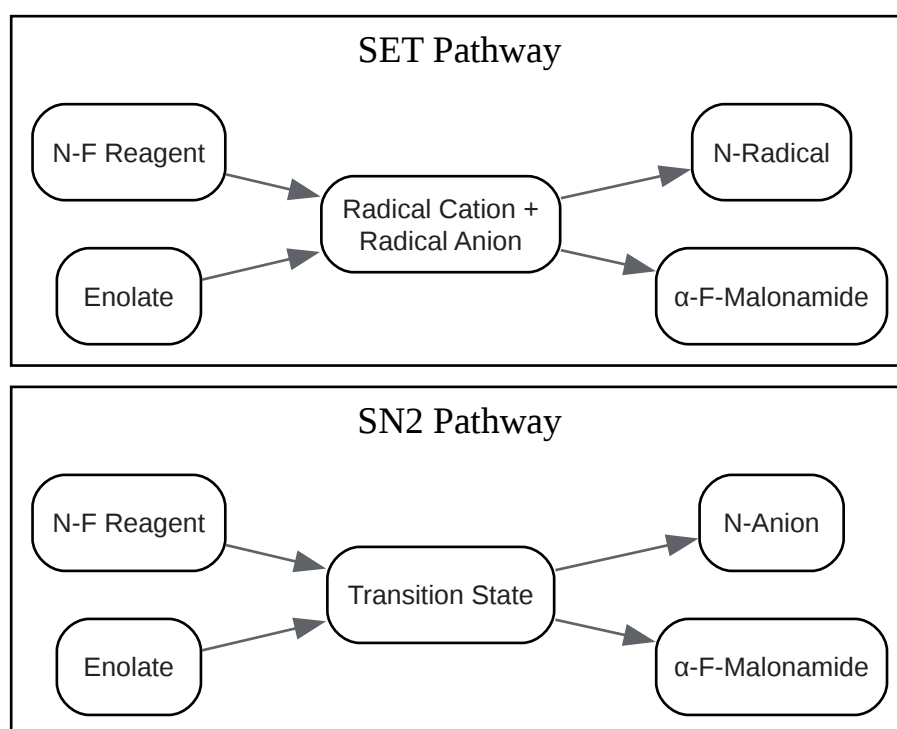 SET Pathway
N-F Reagent
Enolate
Radical Cation +
Radical Anion
N-Radical
α-F-Malonamide
SN2 Pathway
N-F Reagent
Enolate
Transition State
N-Anion
α-F-Malonamide